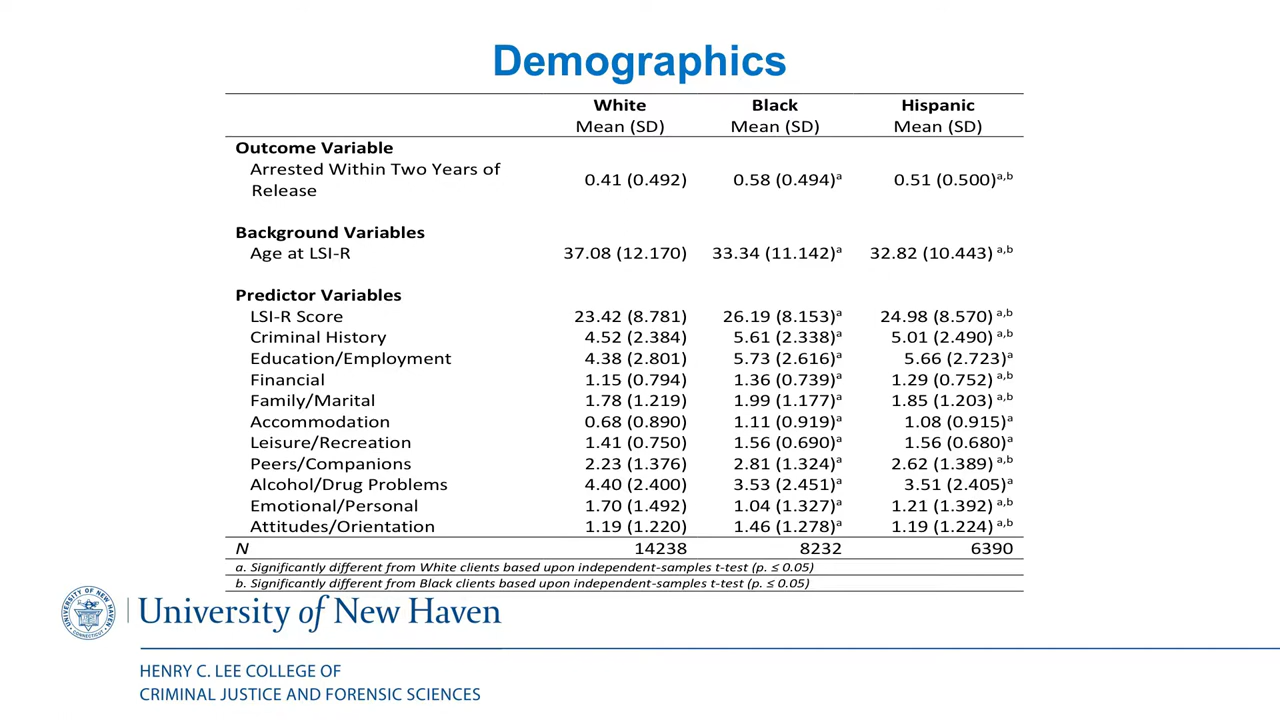 Demographics
White Black Hispanic
Mean (SD) Mean (SD) Mean (SD)
Outcome Variable
Arrested Within Two Years of
Release 0.41 (0.492) 0.58 (0.494)a 0.51 (0.500)a,b
Background Variables
Age at LSI-R 37.08 (12.170) 33.34 (11.142)a 32.82 (10.443) a,b
Predictor Variables
LSI-R Score 23.42 (8.781) 26.19 (8.153)a 24.98 (8.570) a,b
Criminal History 4.52 (2.384) 5.61 (2.338)a 5.01 (2.490) a,b
Education/Employment 4.38 (2.801) 5.73 (2.616)a 5.66 (2.723)a
Financial 1.15 (0.794) 1.36 (0.739)a 1.29 (0.752) a,b
Family/Marital 1.78 (1.219) 1.99 (1.177)a 1.85 (1.203) a,b
Accommodation 0.68 (0.890) 1.11 (0.919)a 1.08 (0.915)a
Leisure/Recreation 1.41 (0.750) 1.56 (0.690)a 1.56 (0.680)a
Peers/Companions 2.23 (1.376) 2.81 (1.324)a 2.62 (1.389) a,b
Alcohol/Drug Problems 4.40 (2.400) 3.53 (2.451)a 3.51 (2.405)a
Emotional/Personal 1.70 (1.492) 1.04 (1.327)a 1.21 (1.392) a,b
Attitudes/Orientation 1.19 (1.220) 1.46 (1.278)a 1.19 (1.224) a,b
N 14238 8232 6390
a. Significantly different from White clients based upon independent-samples t-test (p. ≤ 0.05)
b. Significantly different from Black clients based upon independent-samples t-test (p. ≤ 0.05)
UNIVERSITY OF NEW HAVEN
CONNECTICUT
University of New Haven
HENRY C. LEE COLLEGE OF
CRIMINAL JUSTICE AND FORENSIC SCIENCES